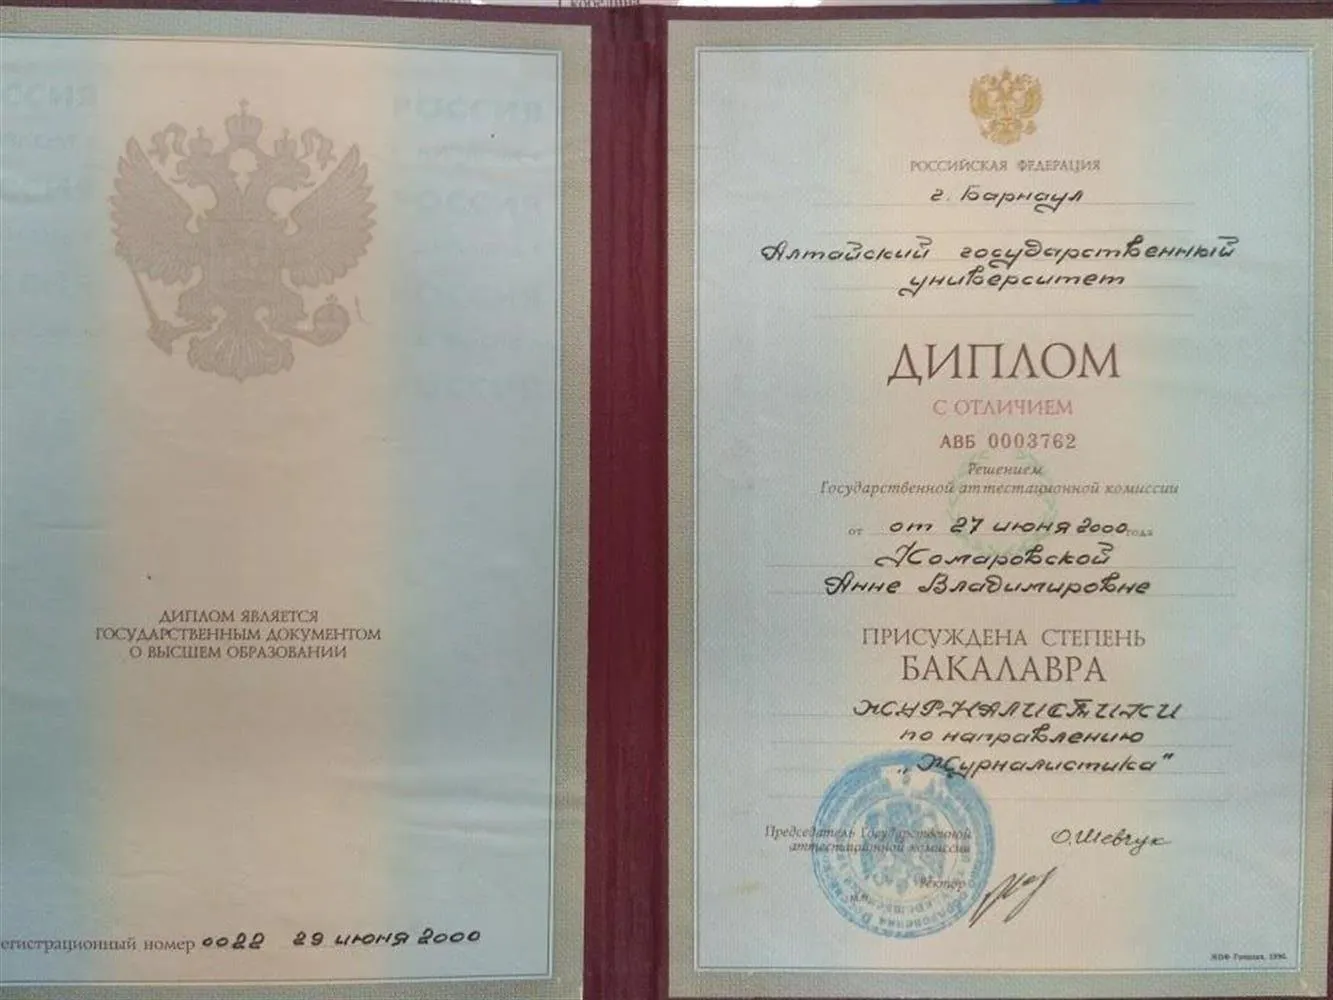 ДИПЛОМ ЯВЛЯЕТСЯ
ГОСУДАРСТВЕННЫМ ДОКУМЕНТОМ
О ВЫСШЕМ ОБРАЗОВАНИИ
егистрационный номер 0022 29 июня 2000
РОССИЙСКАЯ ФЕДЕРАЦИЯ
г. Барнаул
Алтайский государственный
университет
ДИПЛОМ
С ОТЛИЧИЕМ
АВБ 0003762
Решением
Государственной аттестационной комиссии
от от 27 июня 2000 года
Комаровской
Анне Владимировне
ПРИСУЖДЕНА СТЕПЕНЬ
БАКАЛАВРА
ЖУРНАЛИСТИКИ
по направлению
„Журналистика"
Председатель Государственной
аттестационной комиссии
О.Шевчук
Ректор